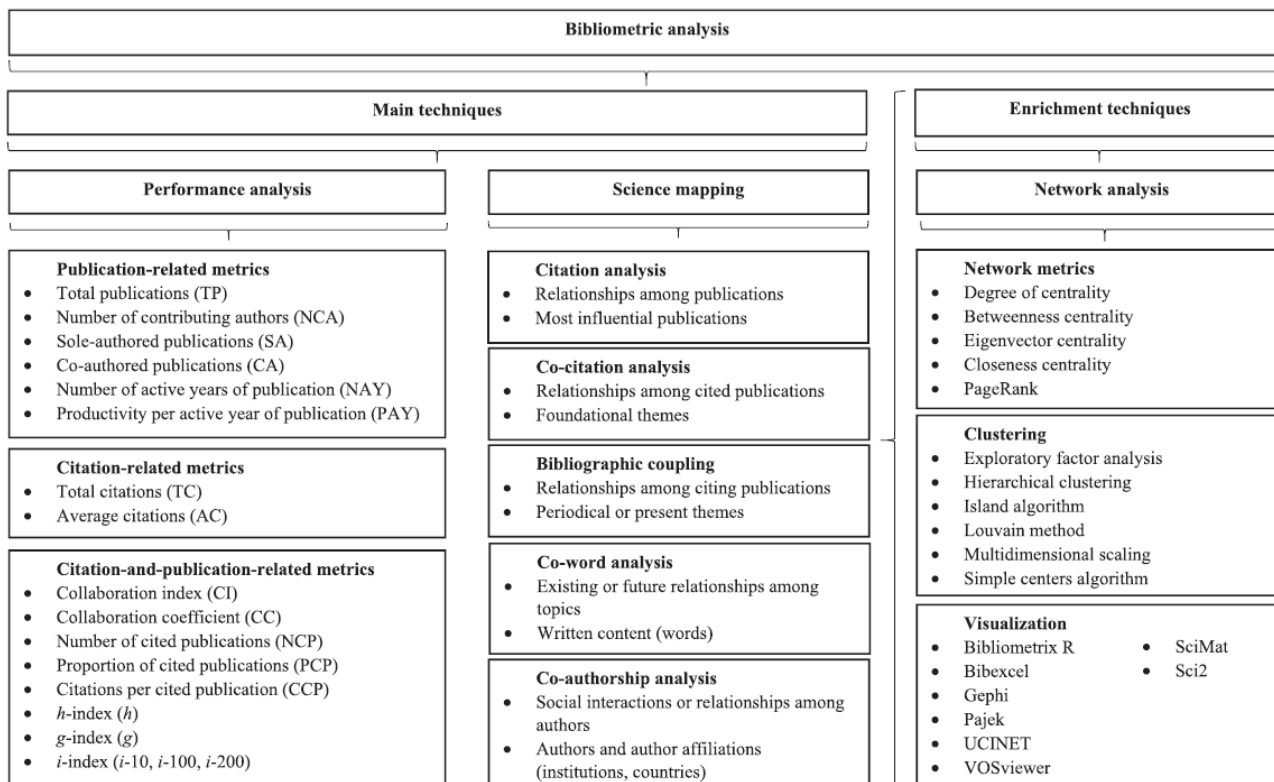 Bibliometric analysis
Main techniques
Enrichment techniques
Performance analysis
Science mapping
Network analysis
Publication-related metrics
• Total publications (TP)
• Number of contributing authors (NCA)
• Sole-authored publications (SA)
• Co-authored publications (CA)
• Number of active years of publication (NAY)
• Productivity per active year of publication (PAY)
Citation-related metrics
• Total citations (TC)
• Average citations (AC)
Citation-and-publication-related metrics
• Collaboration index (CI)
• Collaboration coefficient (CC)
• Number of cited publications (NCP)
• Proportion of cited publications (PCP)
• Citations per cited publication (CCP)
• h-index (h)
• g-index (g)
• i-index (i-10, i-100, i-200)
Citation analysis
• Relationships among publications
• Most influential publications
Co-citation analysis
• Relationships among cited publications
• Foundational themes
Bibliographic coupling
• Relationships among citing publications
• Periodical or present themes
Co-word analysis
• Existing or future relationships among
topics
• Written content (words)
Co-authorship analysis
• Social interactions or relationships among
authors
• Authors and author affiliations
(institutions, countries)
Network metrics
• Degree of centrality
• Betweenness centrality
• Eigenvector centrality
• Closeness centrality
• PageRank
Clustering
• Exploratory factor analysis
• Hierarchical clustering
• Island algorithm
• Louvain method
• Multidimensional scaling
• Simple centers algorithm
Visualization
• Bibliometrix R
• Bibexcel
• Gephi
• Pajek
• UCINET
• VOSviewer
• SciMat
• Sci2